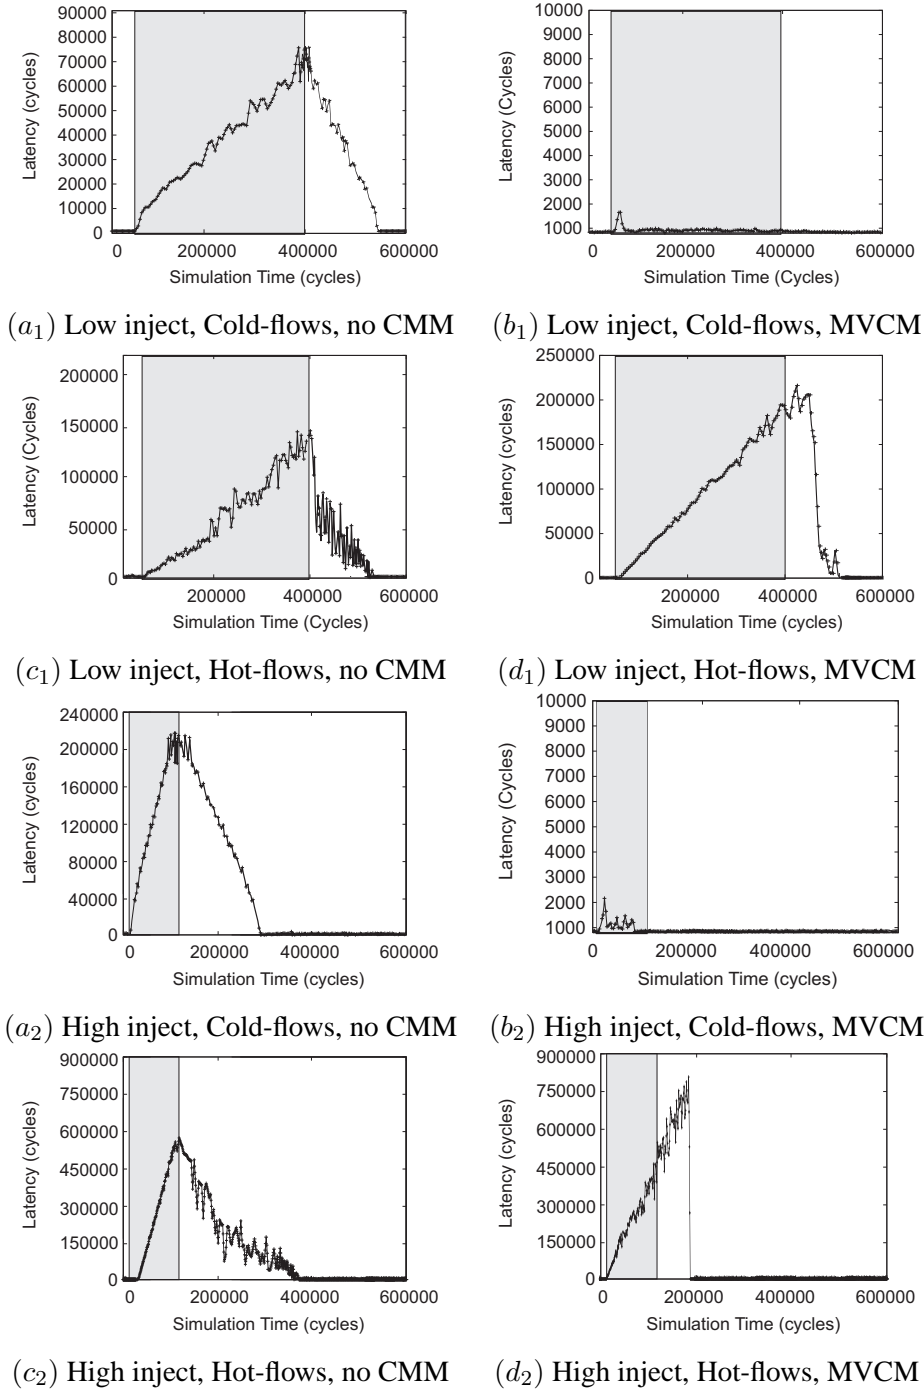 90000
80000
70000
60000
50000
40000
30000
20000
10000
0
Latency (cycles)
0 200000 400000 600000
Simulation Time (cycles)
(a1) Low inject, Cold-flows, no CMM
10000
9000
8000
7000
6000
5000
4000
3000
2000
1000
Latency (Cycles)
0 200000 400000 600000
Simulation Time (Cycles)
(b1) Low inject, Cold-flows, MVCM
200000
150000
100000
50000
0
Latency (Cycles)
200000 400000 600000
Simulation Time (Cycles)
(c1) Low inject, Hot-flows, no CMM
250000
200000
150000
100000
50000
0
Latency (cycles)
200000 400000 600000
Simulation Time (cycles)
(d1) Low inject, Hot-flows, MVCM
240000
200000
160000
120000
80000
40000
0
Latency (cycles)
0 200000 400000 600000
Simulation Time (cycles)
(a2) High inject, Cold-flows, no CMM
10000
9000
8000
7000
6000
5000
4000
3000
2000
1000
Latency (Cycles)
0 200000 400000 600000
Simulation Time (cycles)
(b2) High inject, Cold-flows, MVCM
900000
750000
600000
450000
300000
150000
0
Latency (cycles)
0 200000 400000 600000
Simulation Time (cycles)
(c2) High inject, Hot-flows, no CMM
900000
750000
600000
450000
300000
150000
0
Latency (cycles)
0 200000 400000 600000
Simulation Time (cycles)
(d2) High inject, Hot-flows, MVCM